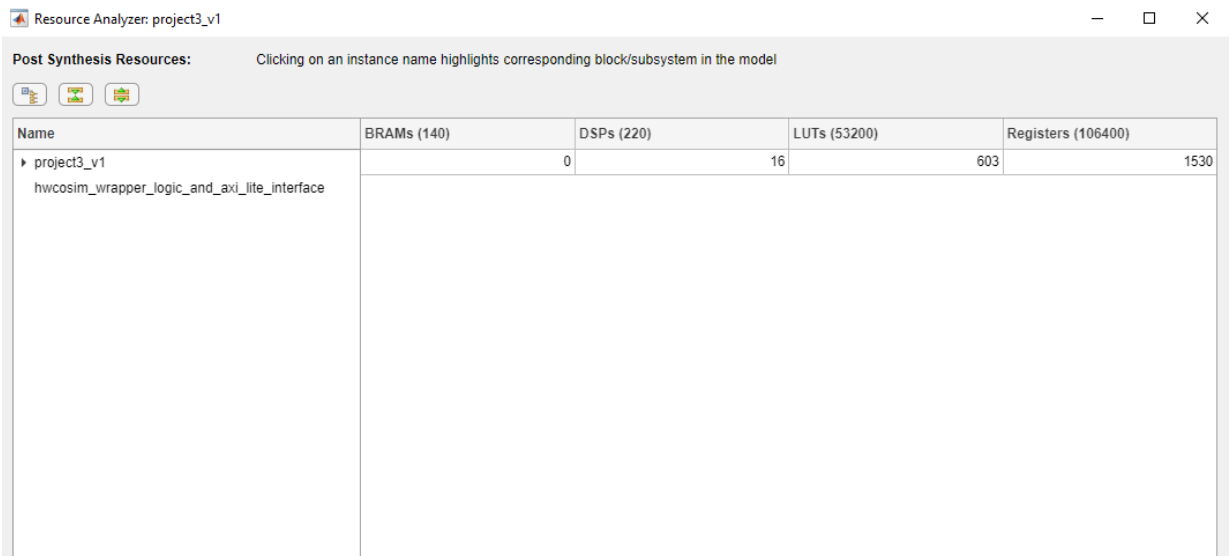 Resource Analyzer: project3_v1
Post Synthesis Resources: Clicking on an instance name highlights corresponding block/subsystem in the model
Name BRAMs (140) DSPs (220) LUTs (53200) Registers (106400)
project3_v1 0 16 603 1530
hwcosim_wrapper_logic_and_axi_lite_interface